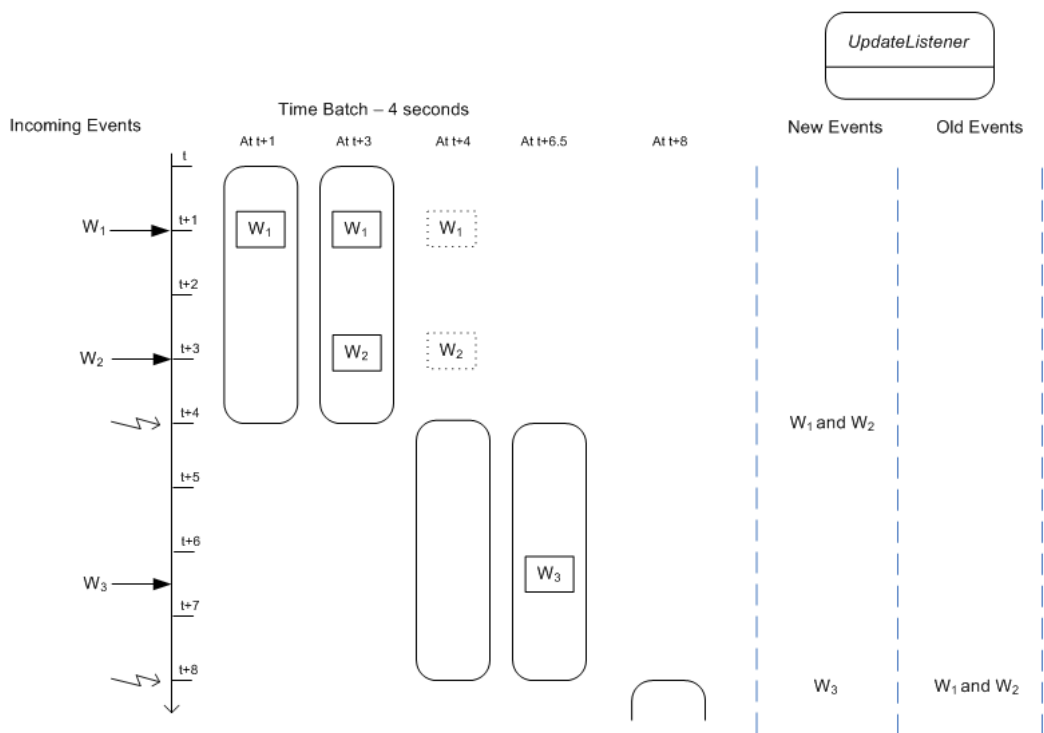 UpdateListener
Time Batch – 4 seconds
Incoming Events
New Events Old Events
At t+1 At t+3 At t+4 At t+6.5 At t+8
t
t+1
W₁ W₁ W₁ W₁
t+2
W₂ t+3 W₂ W₂
t+4
W₁ and W₂
t+5
t+6
W₃ W₃
t+7
t+8
W₃ W₁ and W₂